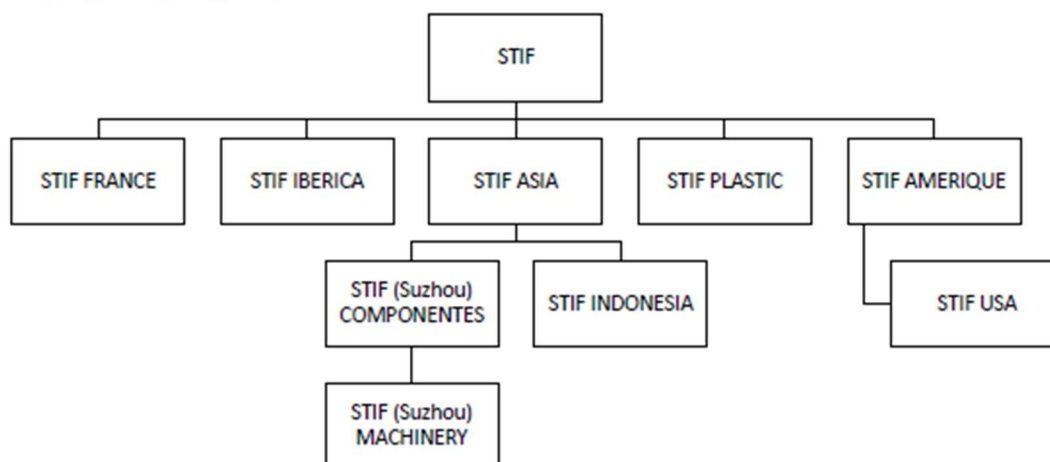 STIF
STIF FRANCE
STIF IBERICA
STIF ASIA
STIF PLASTIC
STIF AMERIQUE
STIF (Suzhou)
COMPONENTES
STIF INDONESIA
STIF USA
STIF (Suzhou)
MACHINERY